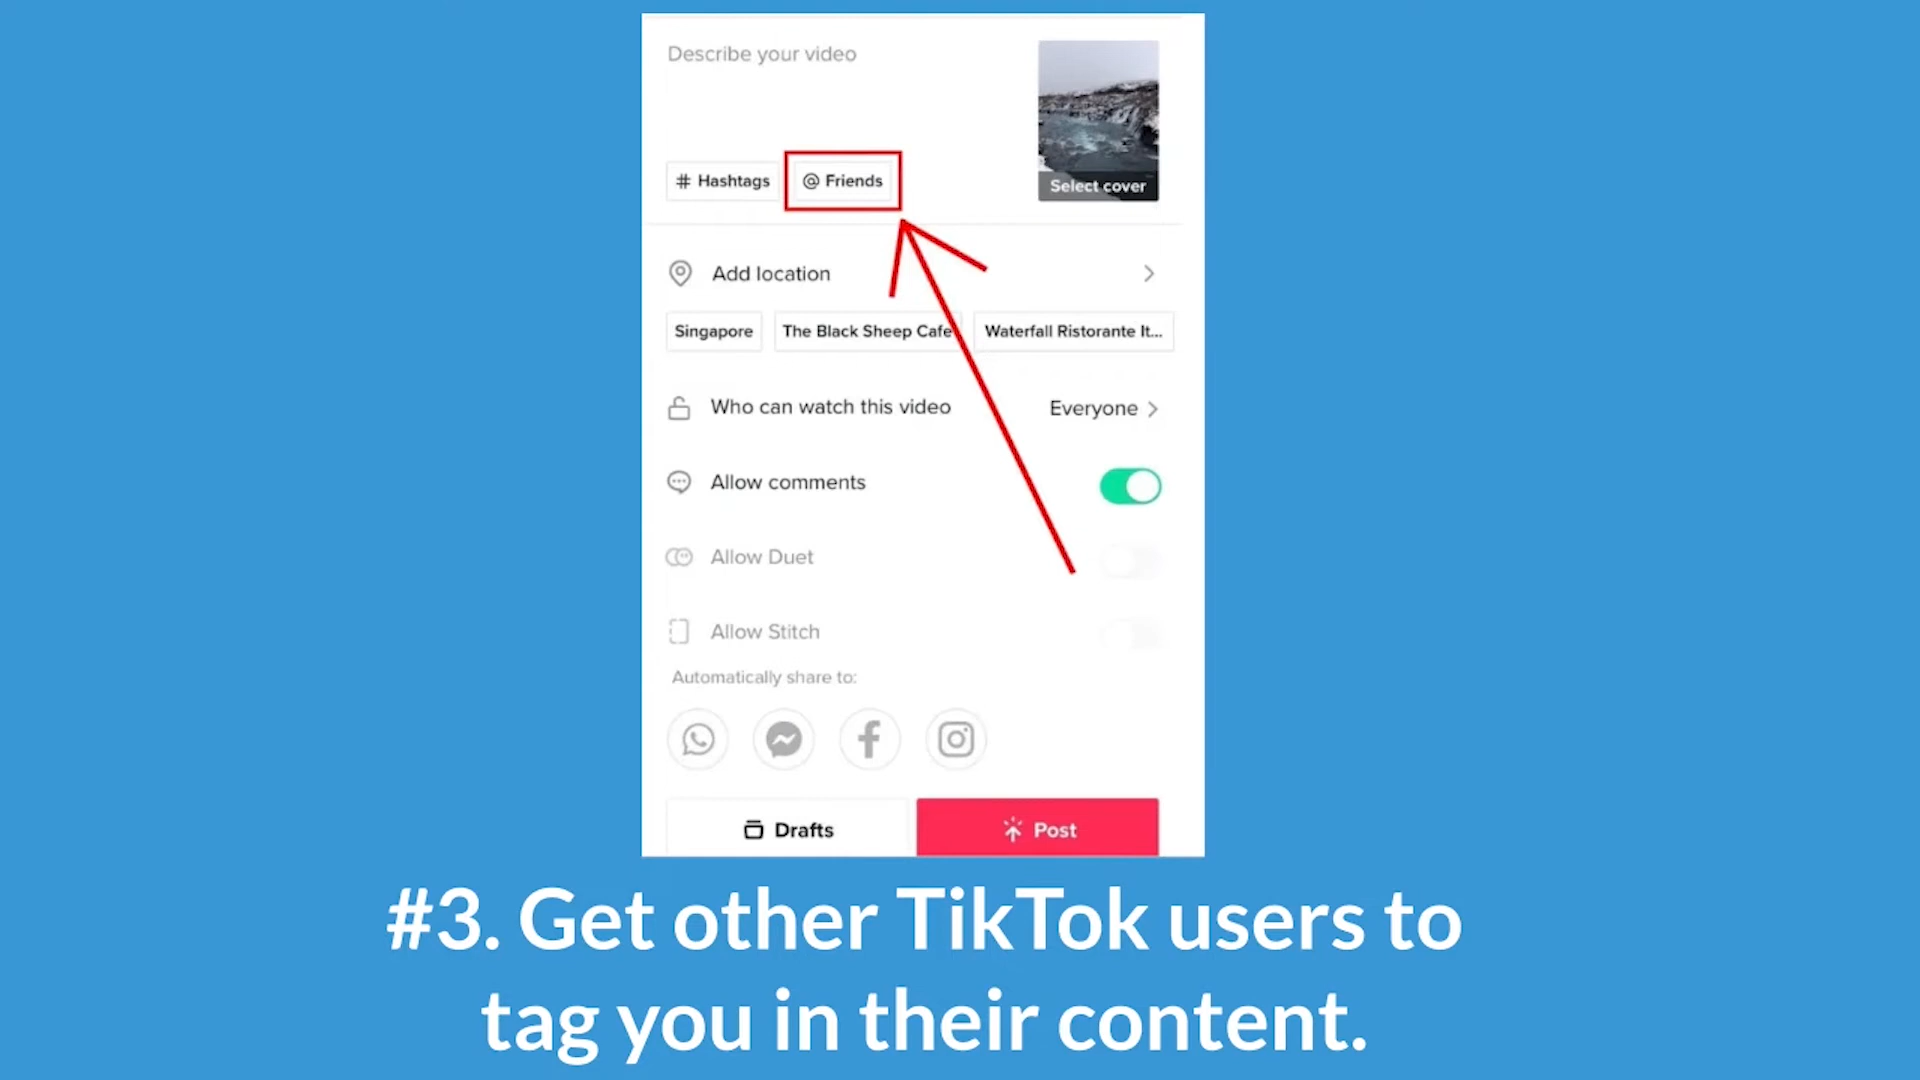 Describe your video
# Hashtags
@ Friends
Select cover
Add location
Singapore
The Black Sheep Cafe
Waterfall Ristorante It...
Who can watch this video
Everyone
Allow comments
Allow Duet
Allow Stitch
Automatically share to:
Drafts
Post
#3. Get other TikTok users to
tag you in their content.